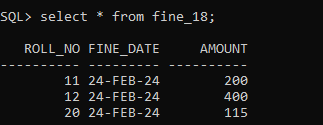 SQL> select * from fine_18;
ROLL_NO FINE_DATE AMOUNT
---------- --------- ----------
11 24-FEB-24 200
12 24-FEB-24 400
20 24-FEB-24 115